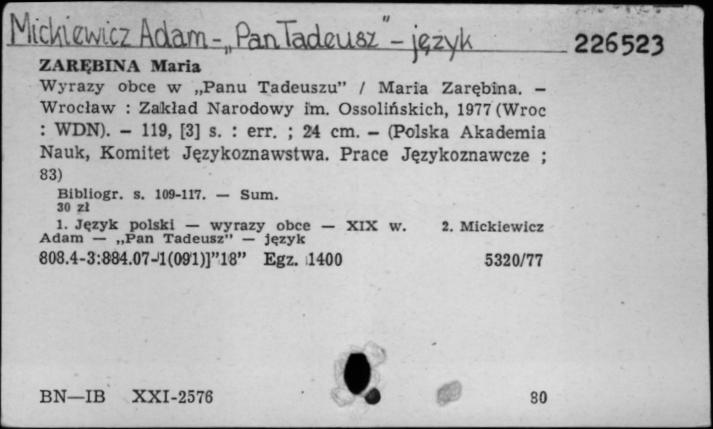 Mickiewicz Adam - „Pan Tadeusz" - język 226523
ZARĘBINA Maria
Wyrazy obce w „Panu Tadeuszu” / Maria Zarębina. —
Wrocław : Zakład Narodowy im. Ossolińskich, 1977 (Wroc
: WDN). — 119, [3] s. : err. ; 24 cm. — (Polska Akademia
Nauk, Komitet Językoznawstwa. Prace Językoznawcze ;
83)
Bibliogr. s. 109-117. — Sum.
30 zł
1. Język polski — wyrazy obce — XIX w. 2. Mickiewicz
Adam — „Pan Tadeusz” — język
808.4-3:884.07-1(091)]”18” Egz. 1400 5320/77
BN—IB XXI-2576 80